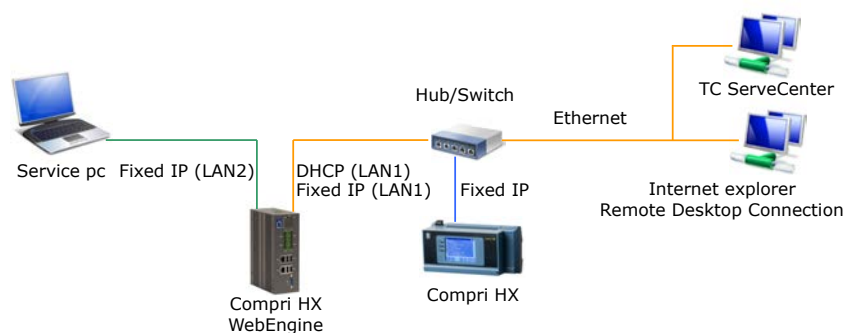 TC ServeCenter
Hub/Switch
Ethernet
Service pc
Fixed IP (LAN2)
DHCP (LAN1)
Fixed IP (LAN1)
Fixed IP
Internet explorer
Remote Desktop Connection
Compri HX
WebEngine
Compri HX